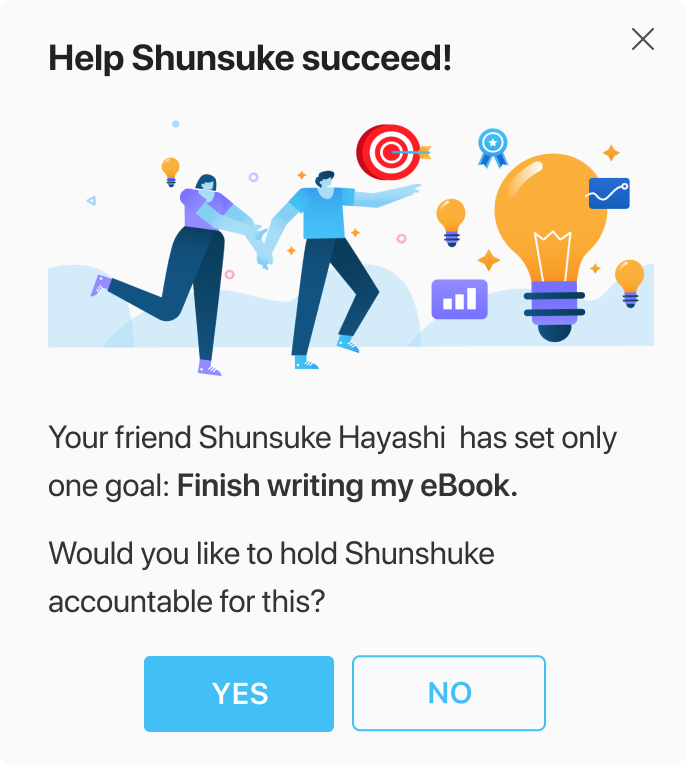 Help Shunsuke succeed!
Your friend Shunsuke Hayashi  has set only
one goal: Finish writing my eBook.
Would you like to hold Shunshuke
accountable for this?
YES
NO